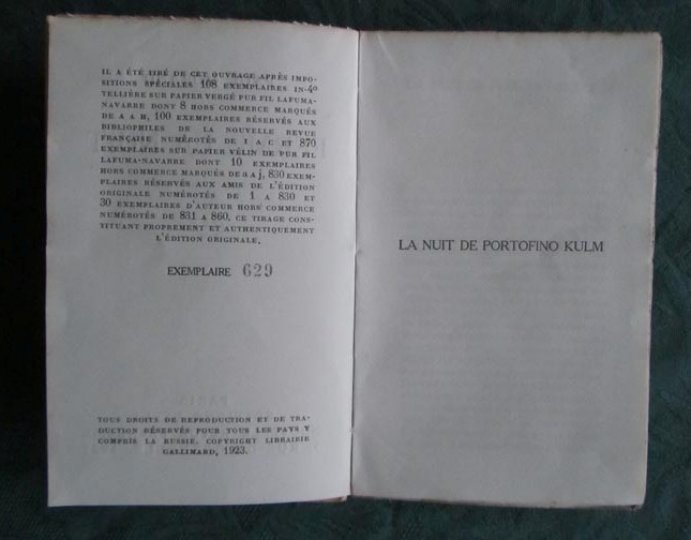 IL A ÉTÉ TIRÉ DE CET OUVRAGE APRÈS IMPO-
SITIONS SPÉCIALES 108 EXEMPLAIRES IN-4º
TELLIÈRE SUR PAPIER VERGÉ PUR FIL LAFUMA-
NAVARRE DONT 8 HORS COMMERCE MARQUÉS
DE A A H, 100 EXEMPLAIRES RÉSERVÉS AUX
BIBLIOPHILES DE LA NOUVELLE REVUE
FRANÇAISE NUMÉROTÉS DE I A C ET 870
EXEMPLAIRES SUR PAPIER VÉLIN DE PUR FIL
LAFUMA-NAVARRE DONT 10 EXEMPLAIRES
HORS COMMERCE MARQUÉS DE a A j, 830 EXEM-
PLAIRES RÉSERVÉS AUX AMIS DE L'ÉDITION
ORIGINALE NUMÉROTÉS DE 1 A 830 ET
30 EXEMPLAIRES D'AUTEUR HORS COMMERCE
NUMÉROTÉS DE 831 A 860, CE TIRAGE CONS-
TITUANT PROPREMENT ET AUTHENTIQUEMENT
L'ÉDITION ORIGINALE.
EXEMPLAIRE 629
TOUS DROITS DE REPRODUCTION ET DE TRA-
DUCTION RÉSERVÉS POUR TOUS LES PAYS Y
COMPRIS LA RUSSIE. COPYRIGHT LIBRAIRIE
GALLIMARD, 1923.
LA NUIT DE PORTOFINO KULM